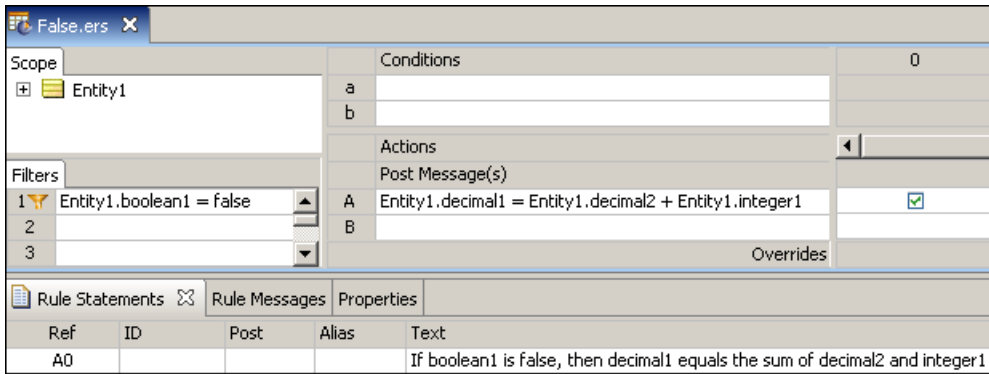 False.ers
Scope
Entity1
Conditions
0
a
b
Actions
Post Message(s)
Filters
1 Entity1.boolean1 = false
2
3
A Entity1.decimal1 = Entity1.decimal2 + Entity1.integer1
B
Overrides
Rule Statements Rule Messages Properties
Ref ID Post Alias Text
A0 If boolean1 is false, then decimal1 equals the sum of decimal2 and integer1